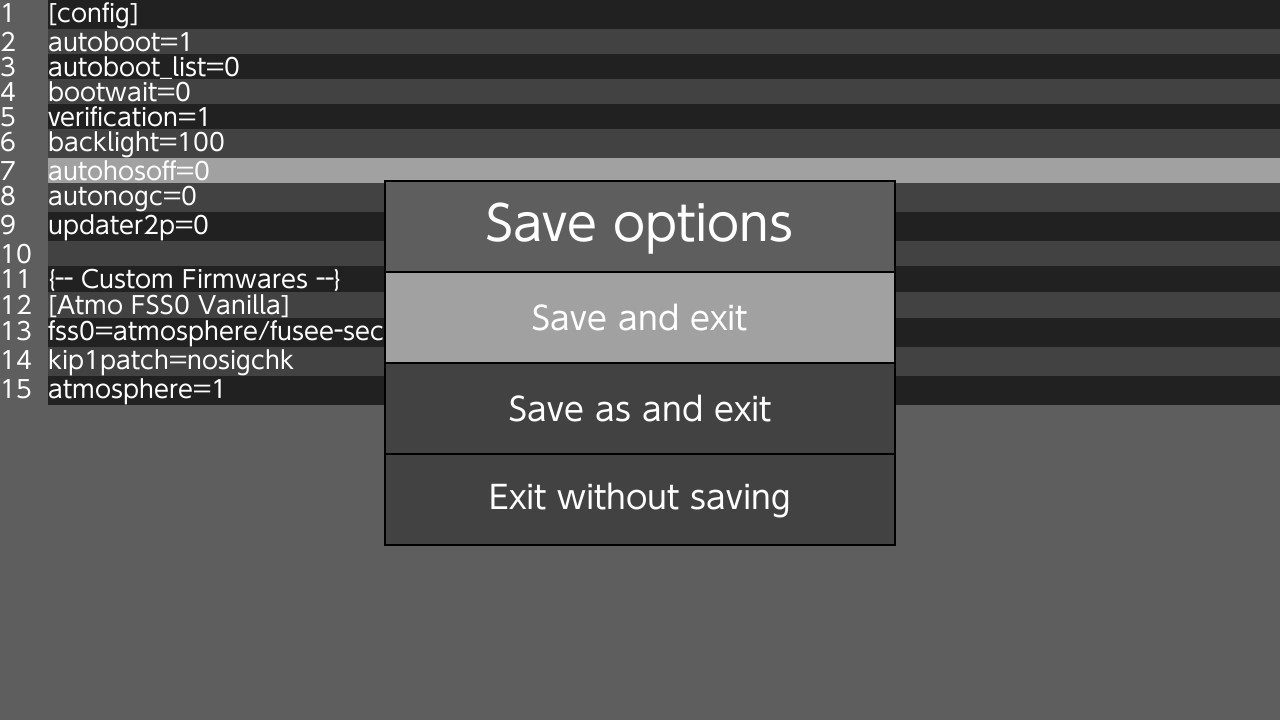 1 [config]
2 autoboot=1
3 autoboot_list=0
4 bootwait=0
5 verification=1
6 backlight=100
7 autohosoff=0
8 autonogc=0
9 updater2p=0
10
11 {-- Custom Firmwares --}
12 [Atmo FSS0 Vanilla]
13 fss0=atmosphere/fusee-sec
14 kip1patch=nosigchk
15 atmosphere=1
Save options
Save and exit
Save as and exit
Exit without saving